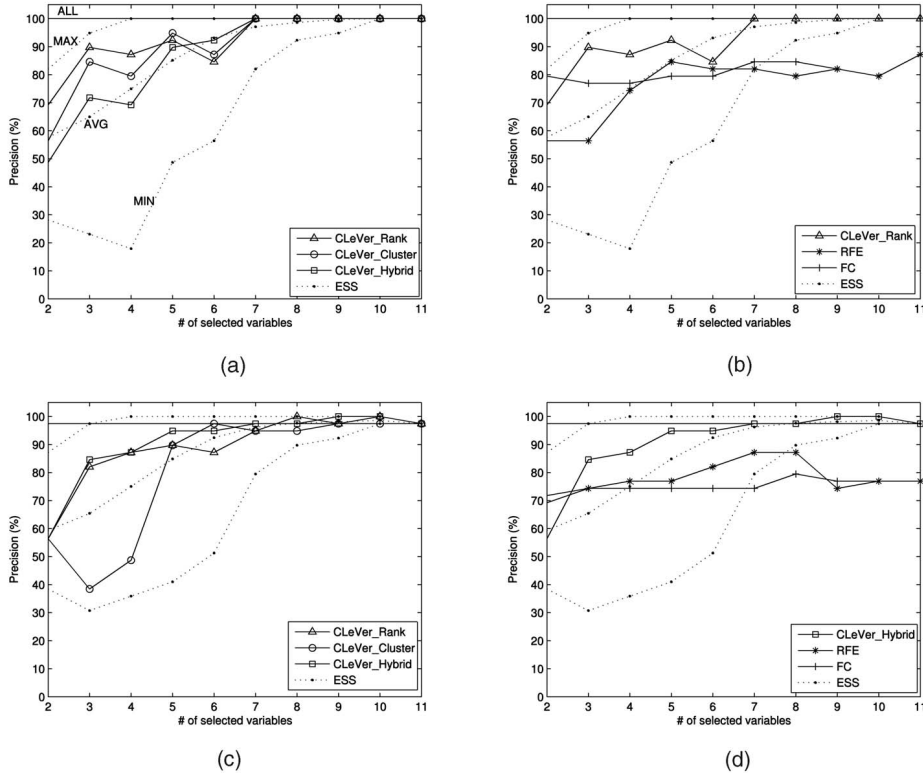 ALL
MAX
AVG
MIN
100
90
80
70
60
50
40
30
20
10
0
Precision (%)
2 3 4 5 6 7 8 9 10 11
# of selected variables
CLeVer_Rank
CLeVer_Cluster
CLeVer_Hybrid
ESS
(a)
100
90
80
70
60
50
40
30
20
10
0
Precision (%)
2 3 4 5 6 7 8 9 10 11
# of selected variables
CLeVer_Rank
RFE
FC
ESS
(b)
100
90
80
70
60
50
40
30
20
10
0
Precision (%)
2 3 4 5 6 7 8 9 10 11
# of selected variables
CLeVer_Rank
CLeVer_Cluster
CLeVer_Hybrid
ESS
(c)
100
90
80
70
60
50
40
30
20
10
0
Precision (%)
2 3 4 5 6 7 8 9 10 11
# of selected variables
CLeVer_Hybrid
RFE
FC
ESS
(d)